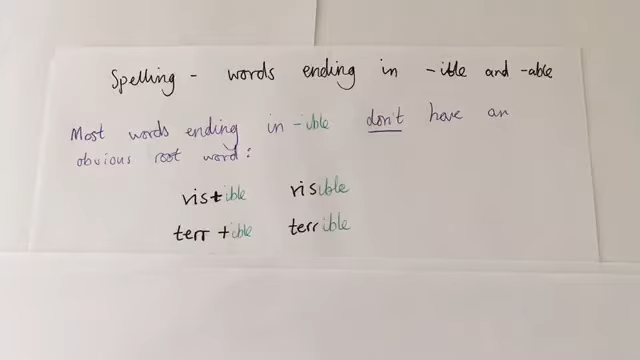 Spelling - words ending in -ible and -able
Most words ending in -ible don't have an
obvious root word:
vis+ible visible
terr +ible terrible